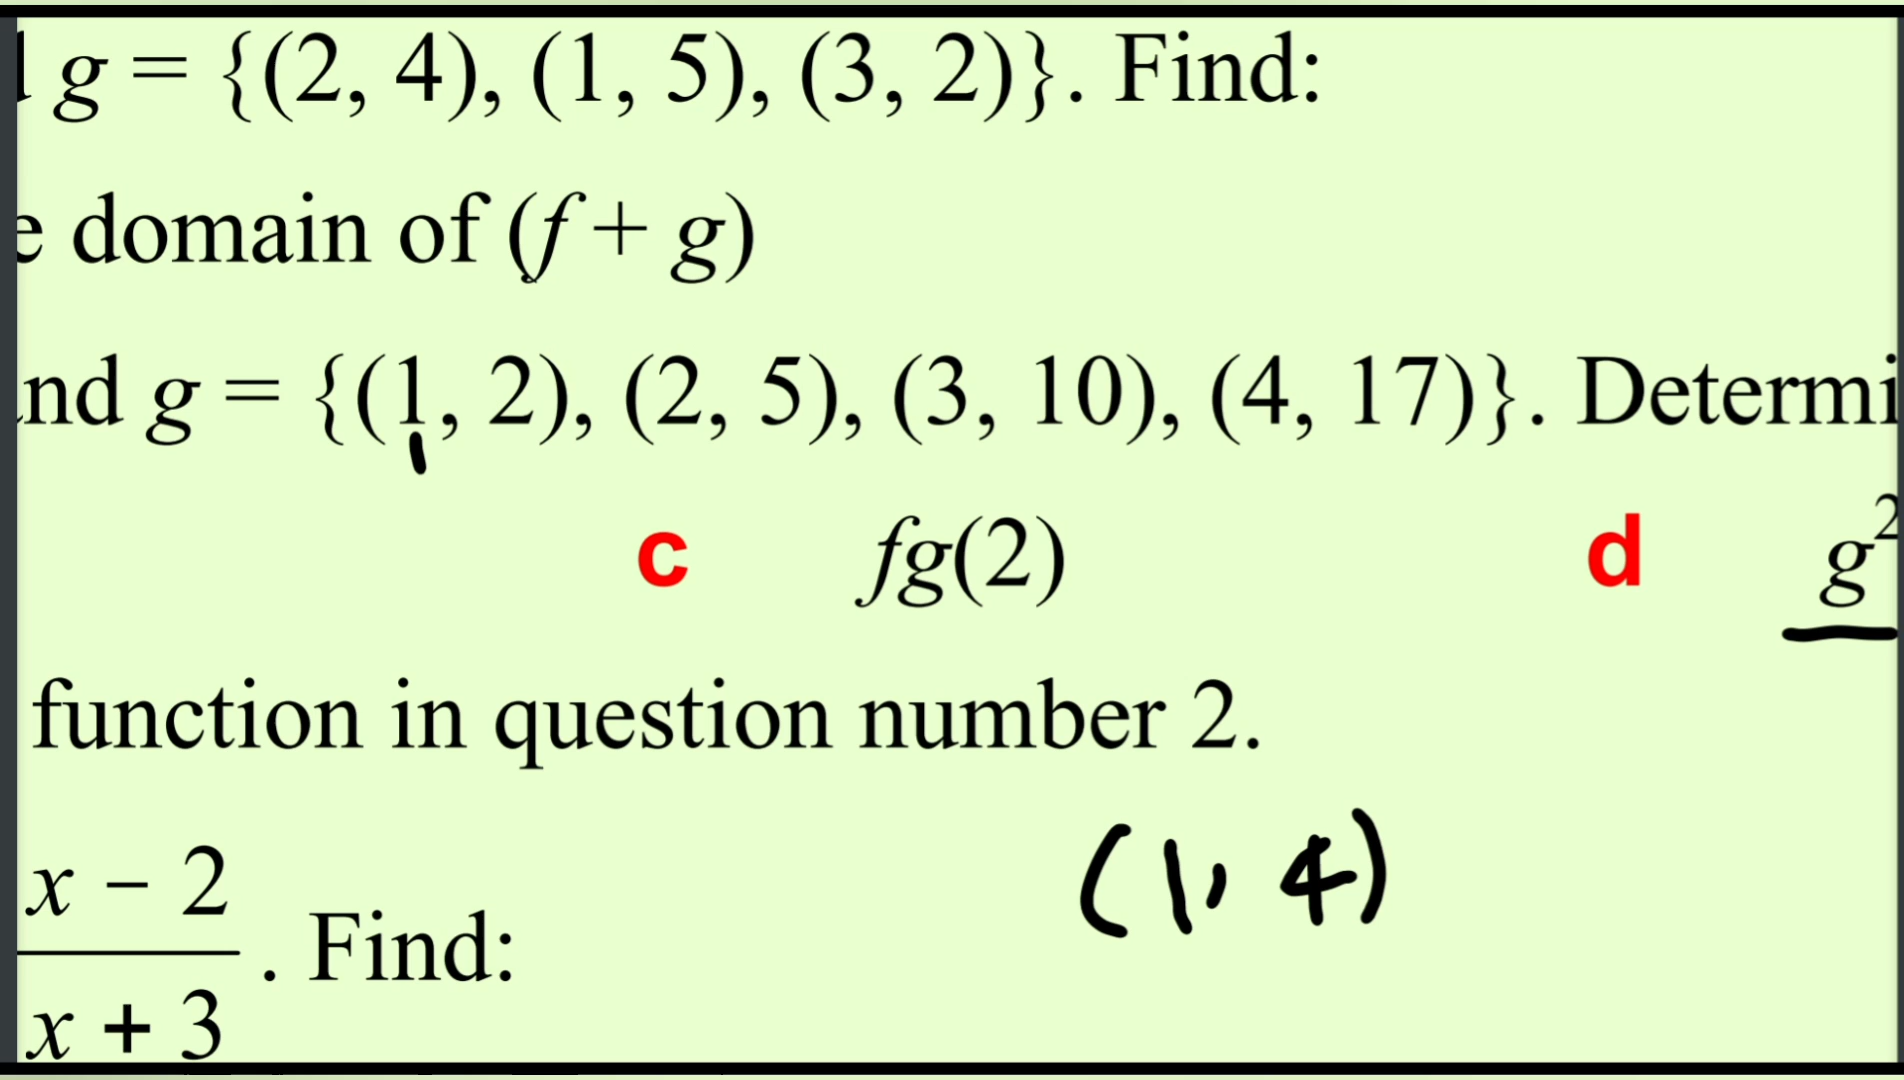 g = {(2, 4), (1, 5), (3, 2)}. Find:
domain of (f + g)
g = {(1, 2), (2, 5), (3, 10), (4, 17)}. Determi
c fg(2) d g²
function in question number 2.
(1, 4)
x − 2
. Find:
x + 3